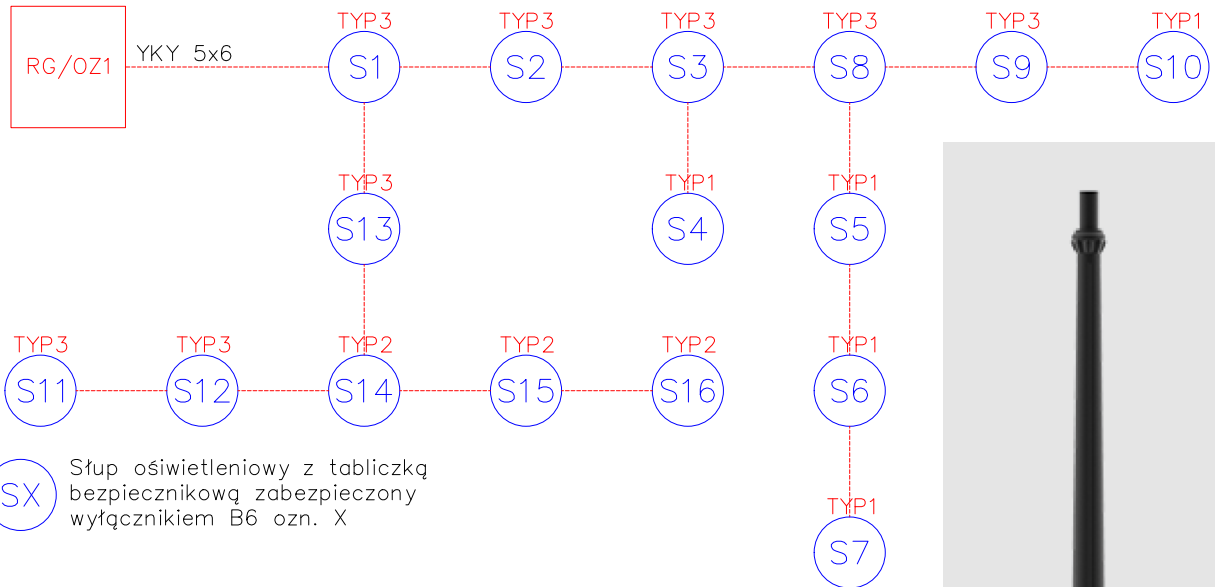 TYP3 TYP3 TYP3 TYP3 TYP3 TYP1
RG/OZ1 YKY 5x6 S1 S2 S3 S8 S9 S10
TYP3 TYP1 TYP1
S13 S4 S5
TYP3 TYP3 TYP2 TYP2 TYP2 TYP1
S11 S12 S14 S15 S16 S6
SX
Słup ośiwietleniowy z tabliczką
bezpiecznikową zabezpieczony
wyłącznikiem B6 ozn. X
TYP1
S7